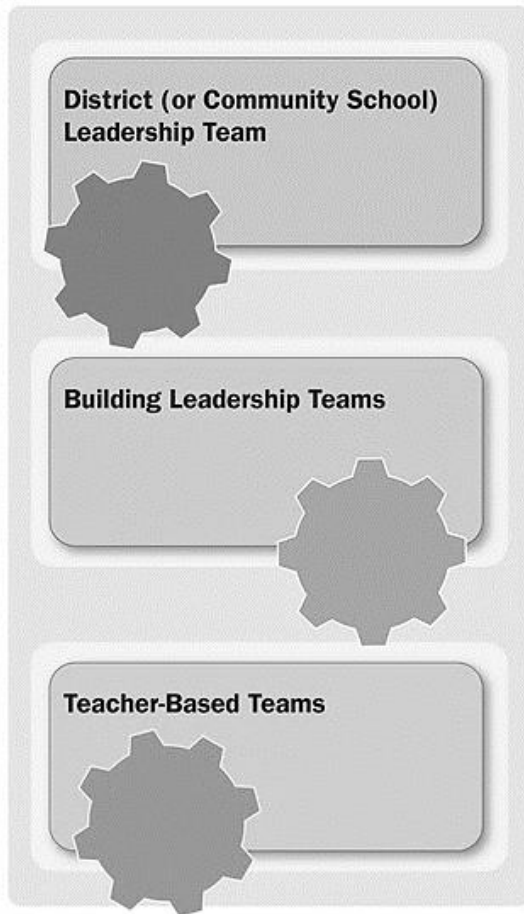 District (or Community School)
Leadership Team
Building Leadership Teams
Teacher-Based Teams